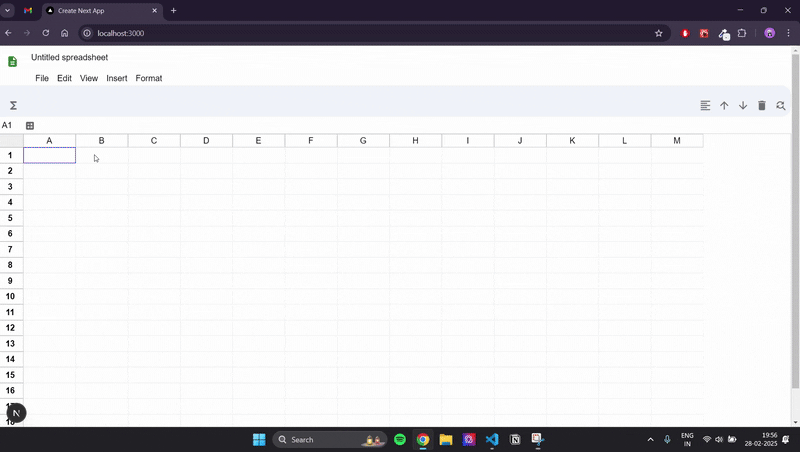 Create Next App
localhost:3000
Untitled spreadsheet
File Edit View Insert Format
Σ
A1
A B C D E F G H I J K L M
1
2
3
4
5
6
7
8
9
10
11
12
13
14
15
16
17
18
N
Search
ENG
IN
19:56
28-02-2025